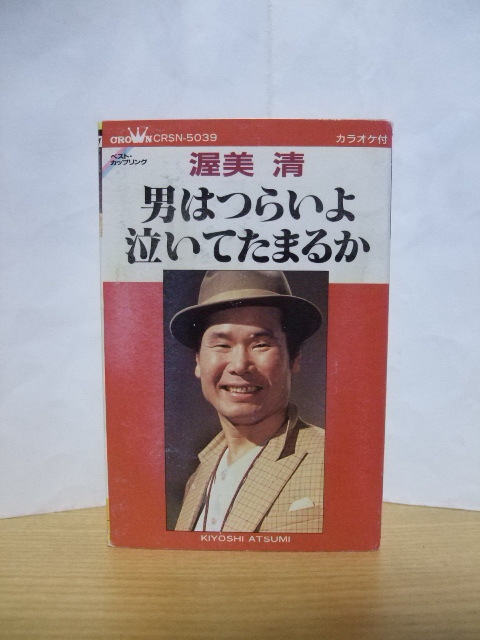 CROWN CRSN-5039 カラオケ付
ベスト・
カップリング
渥美 清
男はつらいよ
泣いてたまるか
KIYOSHI ATSUMI